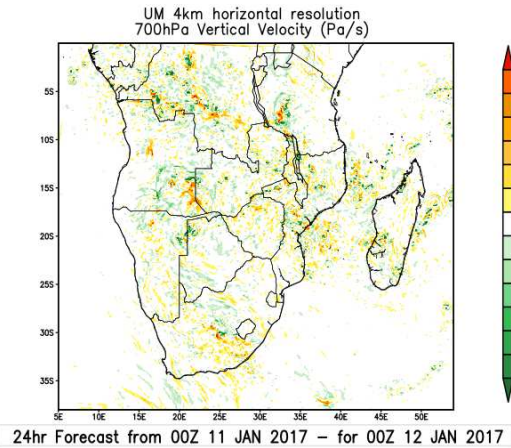 UM 4km horizontal resolution
700hPa Vertical Velocity (Pa/s)
5S
10S
15S
20S
25S
30S
35S
5E 10E 15E 20E 25E 30E 35E 40E 45E 50E
24hr Forecast from 00Z 11 JAN 2017 – for 00Z 12 JAN 2017